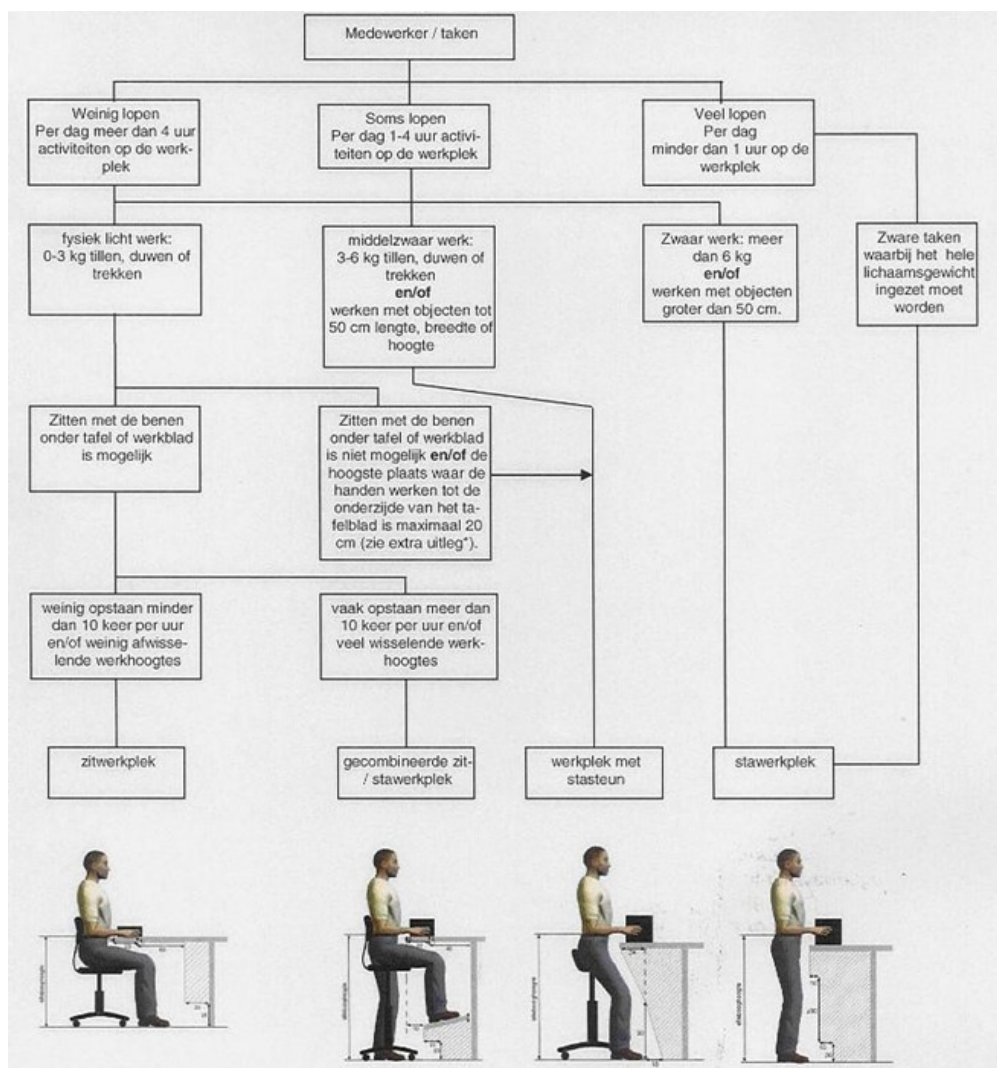 Medewerker / taken
Weinig lopen
Per dag meer dan 4 uur
activiteiten op de werk-
plek
Soms lopen
Per dag 1-4 uur activi-
teiten op de werkplek
Veel lopen
Per dag
minder dan 1 uur op de
werkplek
fysiek licht werk:
0-3 kg tillen, duwen of
trekken
middelzwaar werk:
3-6 kg tillen, duwen of
trekken
en/of
werken met objecten tot
50 cm lengte, breedte of
hoogte
Zwaar werk: meer
dan 6 kg
en/of
werken met objecten
groter dan 50 cm.
Zware taken
waarbij het hele
lichaamsgewicht
ingezet moet
worden
Zitten met de benen
onder tafel of werkblad
is mogelijk
Zitten met de benen
onder tafel of werkblad
is niet mogelijk en/of de
hoogste plaats waar de
handen werken tot de
onderzijde van het ta-
felblad is maximaal 20
cm (zie extra uitleg*).
weinig opstaan minder
dan 10 keer per uur
en/of weinig afwisse-
lende werkhoogtes
vaak opstaan meer dan
10 keer per uur en/of
veel wisselende werk-
hoogtes
zitwerkplek
gecombineerde zit-
/ stawerkplek
werkplek met
stasteun
stawerkplek